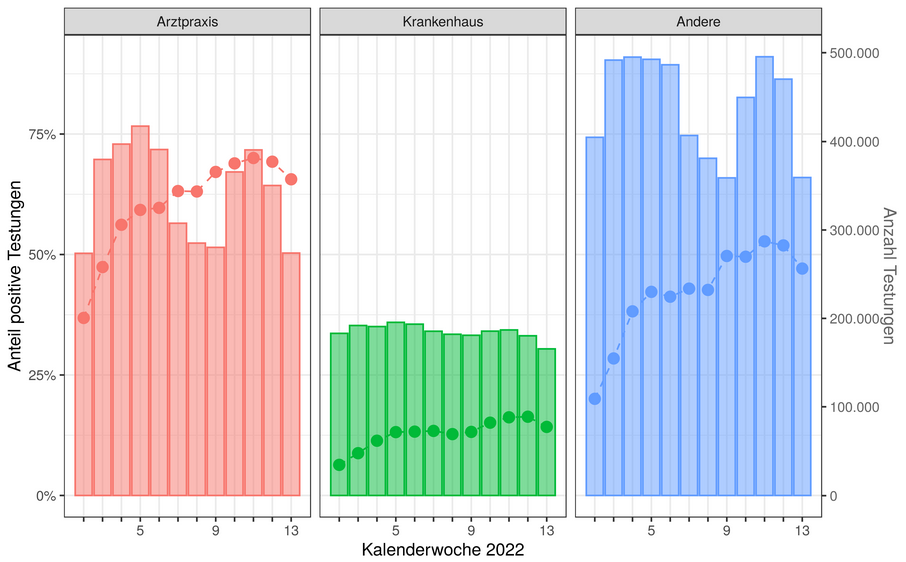 Arztpraxis Krankenhaus Andere
Anteil positive Testungen
75%
50%
25%
0%
500.000
400.000
300.000
200.000
100.000
0
Anzahl Testungen
5 9 13 5 9 13 5 9 13
Kalenderwoche 2022